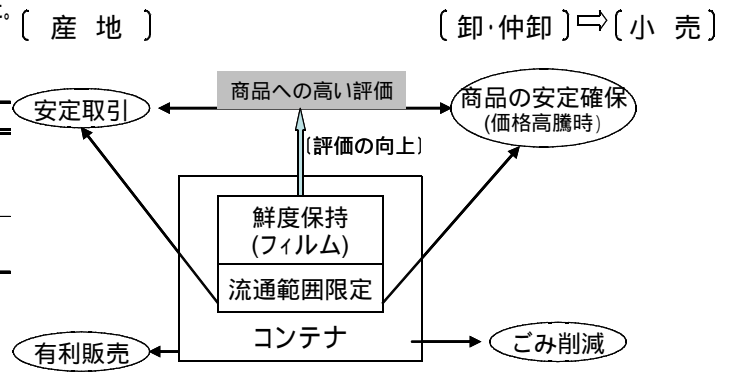 〔 産 地 〕
〔 卸·仲卸 〕⇨〔 小 売 〕
商品への高い評価
安定取引
商品の安定確保
(価格高騰時)
〔評価の向上〕
鮮度保持
(フィルム)
流通範囲限定
コンテナ
有利販売
ごみ削減